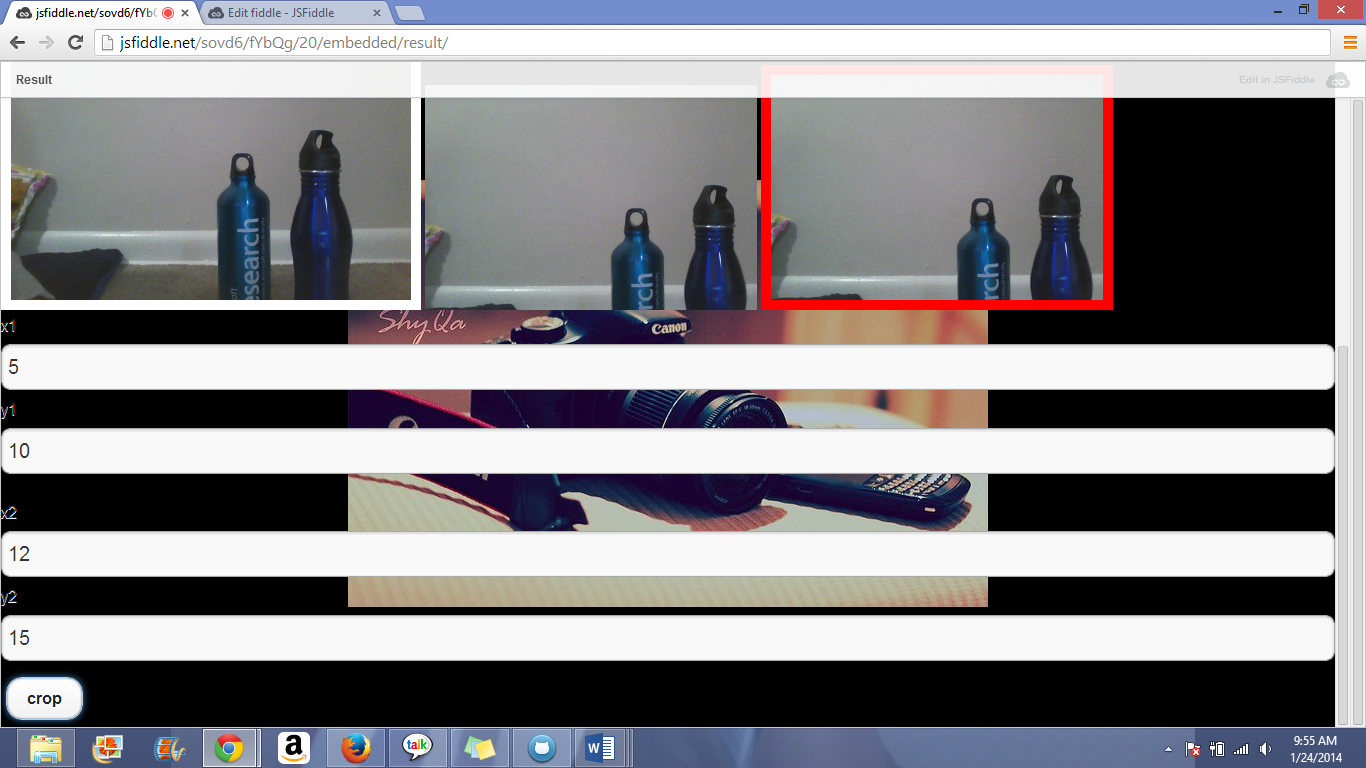 jsfiddle.net/sovd6/fYb
Edit fiddle - JSFiddle
jsfiddle.net/sovd6/fYbQg/20/embedded/result/
Result
Edit in JSFiddle
esearch
rch
rch
ShyQa
Canon
x1
5
y1
10
x2
12
y2
15
crop
a
talk
W
9:55 AM
1/24/2014